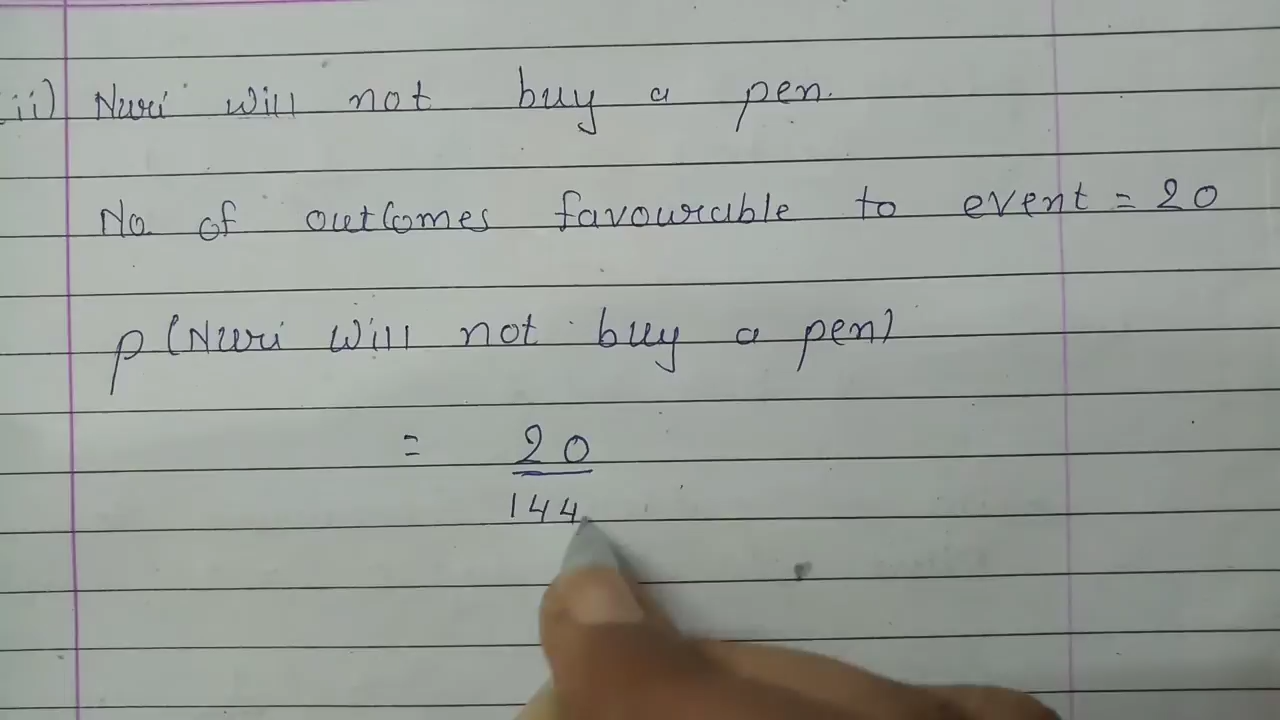 ii) Nuri will not buy a pen.
No. of outcomes favourable to event = 20
P(Nuri will not buy a pen)
= 20
144